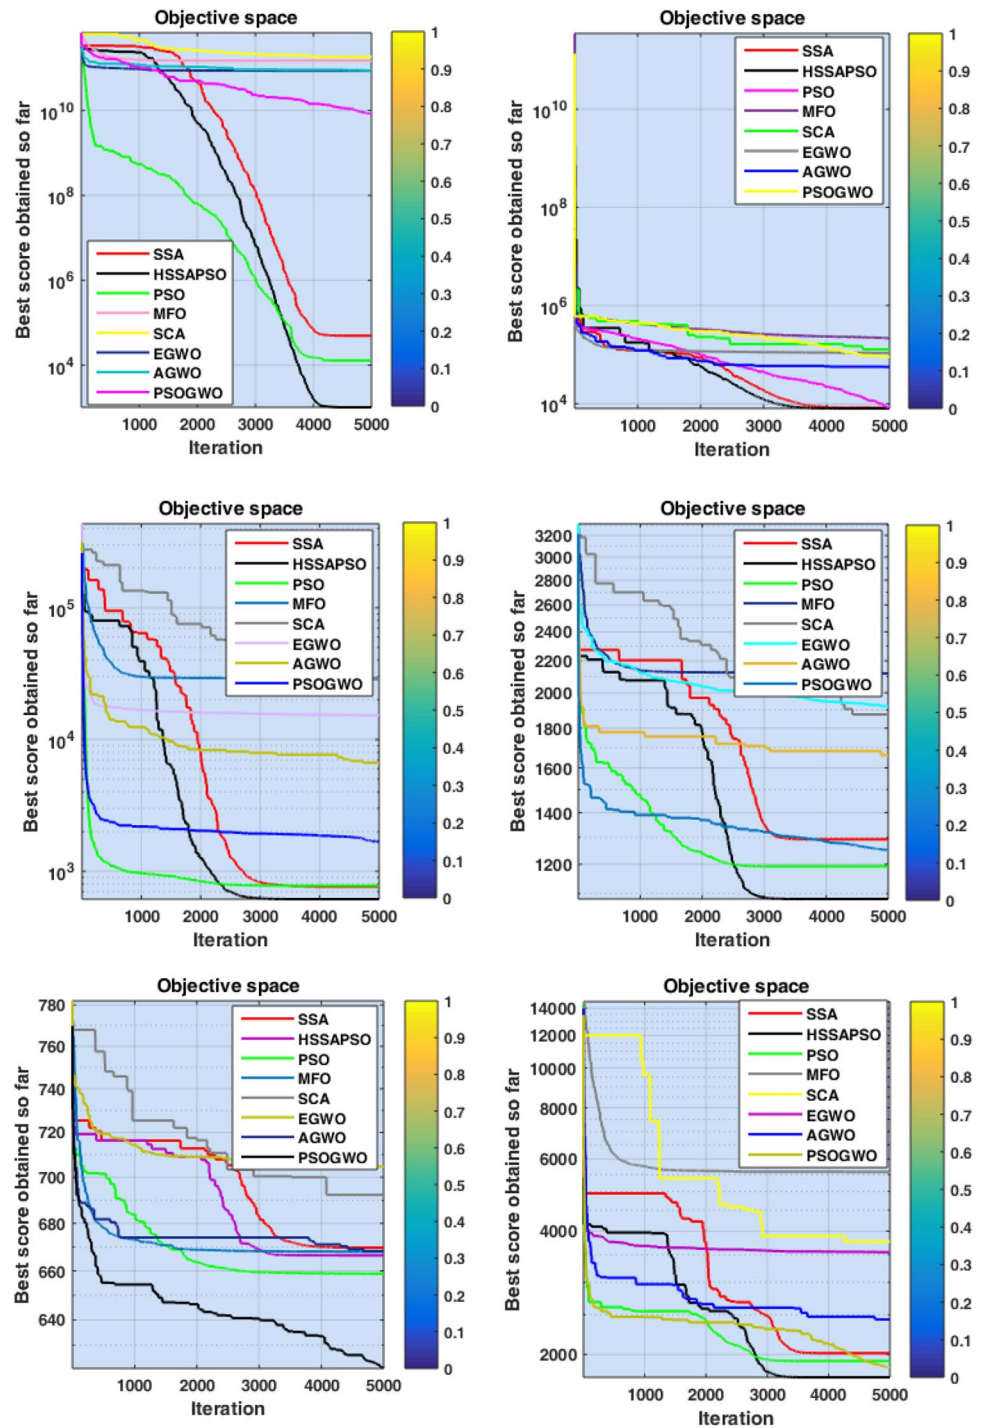 Objective space
Best score obtained so far
10^10
10^8
10^6
10^4
SSA
HSSAPSO
PSO
MFO
SCA
EGWO
AGWO
PSOGWO
1000 2000 3000 4000 5000
Iteration
1
0.9
0.8
0.7
0.6
0.5
0.4
0.3
0.2
0.1
0
Objective space
Best score obtained so far
10^10
10^8
10^6
10^4
SSA
HSSAPSO
PSO
MFO
SCA
EGWO
AGWO
PSOGWO
1000 2000 3000 4000 5000
Iteration
1
0.9
0.8
0.7
0.6
0.5
0.4
0.3
0.2
0.1
0
Objective space
Best score obtained so far
10^5
10^4
10^3
SSA
HSSAPSO
PSO
MFO
SCA
EGWO
AGWO
PSOGWO
1000 2000 3000 4000 5000
Iteration
1
0.9
0.8
0.7
0.6
0.5
0.4
0.3
0.2
0.1
0
Objective space
Best score obtained so far
3200
3000
2800
2600
2400
2200
2000
1800
1600
1400
1200
SSA
HSSAPSO
PSO
MFO
SCA
EGWO
AGWO
PSOGWO
1000 2000 3000 4000 5000
Iteration
1
0.9
0.8
0.7
0.6
0.5
0.4
0.3
0.2
0.1
0
Objective space
Best score obtained so far
780
760
740
720
700
680
660
640
SSA
HSSAPSO
PSO
MFO
SCA
EGWO
AGWO
PSOGWO
1000 2000 3000 4000 5000
Iteration
1
0.9
0.8
0.7
0.6
0.5
0.4
0.3
0.2
0.1
0
Objective space
Best score obtained so far
14000
12000
10000
8000
6000
4000
2000
SSA
HSSAPSO
PSO
MFO
SCA
EGWO
AGWO
PSOGWO
1000 2000 3000 4000 5000
Iteration
1
0.9
0.8
0.7
0.6
0.5
0.4
0.3
0.2
0.1
0